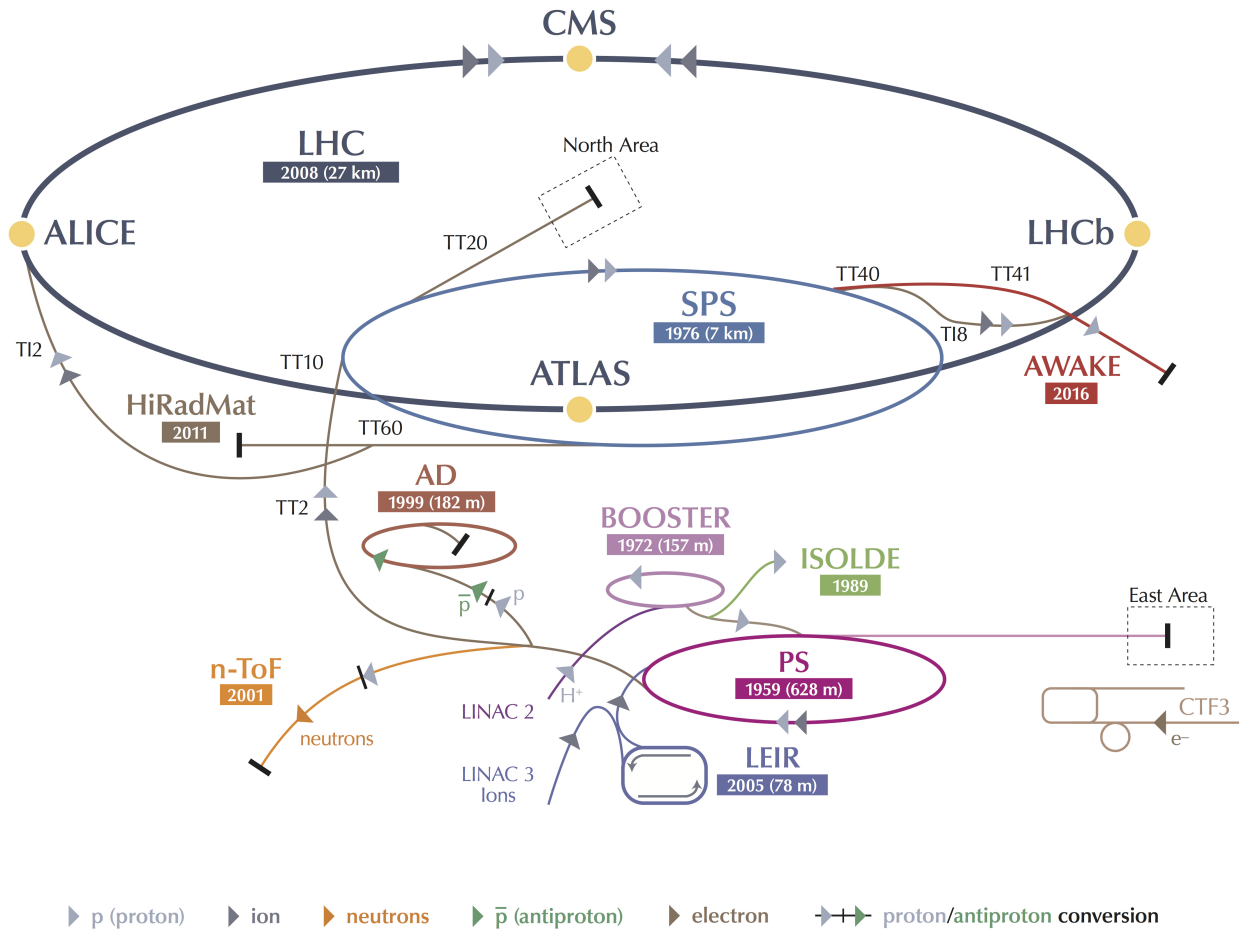 CMS
LHC
2008 (27 km)
North Area
ALICE
LHCb
TT20
TT40
TT41
SPS
1976 (7 km)
TI8
TI2
TT10
ATLAS
AWAKE
2016
HiRadMat
2011
TT60
AD
1999 (182 m)
TT2
BOOSTER
1972 (157 m)
ISOLDE
1989
p̅
p
East Area
n-ToF
2001
PS
1959 (628 m)
H⁺
LINAC 2
neutrons
CTF3
e–
LINAC 3
Ions
LEIR
2005 (78 m)
p (proton)
ion
neutrons
p̅ (antiproton)
electron
proton/antiproton conversion